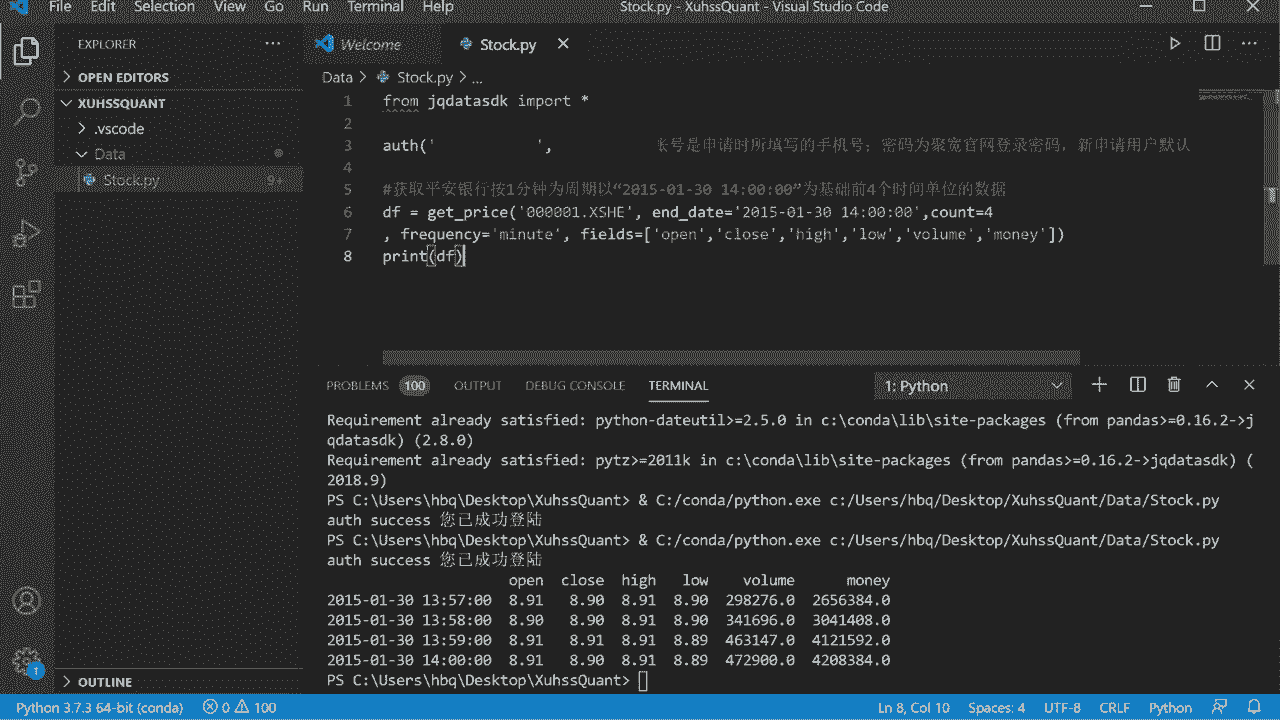 File Edit Selection View Go Run Terminal Help Stock.py - XuhssQuant - Visual Studio Code
EXPLORER ···
OPEN EDITORS
XUHSSQUANT
.vscode
Data
Stock.py 9+
OUTLINE
Welcome Stock.py
Data > Stock.py > ...
1 from jqdatasdk import *
2
3 auth(' ', 账号是申请时所填写的手机号；密码为聚宽官网登录密码，新申请用户默认
4
5 #获取平安银行按1分钟为周期以“2015-01-30 14:00:00”为基础前4个时间单位的数据
6 df = get_price('000001.XSHE', end_date='2015-01-30 14:00:00',count=4
7 , frequency='minute', fields=['open','close','high','low','volume','money'])
8 print(df)
PROBLEMS 100 OUTPUT DEBUG CONSOLE TERMINAL 1: Python
Requirement already satisfied: python-dateutil>=2.5.0 in c:\conda\lib\site-packages (from pandas>=0.16.2->j
qdatasdk) (2.8.0)
Requirement already satisfied: pytz>=2011k in c:\conda\lib\site-packages (from pandas>=0.16.2->jqdatasdk) (
2018.9)
PS C:\Users\hbq\Desktop\XuhssQuant> & C:/conda/python.exe c:/Users/hbq/Desktop/XuhssQuant/Data/Stock.py
auth success 您已成功登陆
PS C:\Users\hbq\Desktop\XuhssQuant> & C:/conda/python.exe c:/Users/hbq/Desktop/XuhssQuant/Data/Stock.py
auth success 您已成功登陆
open close high low volume money
2015-01-30 13:57:00 8.91 8.90 8.91 8.90 298276.0 2656384.0
2015-01-30 13:58:00 8.90 8.90 8.91 8.90 341696.0 3041408.0
2015-01-30 13:59:00 8.91 8.91 8.91 8.89 463147.0 4121592.0
2015-01-30 14:00:00 8.91 8.90 8.91 8.89 472900.0 4208384.0
PS C:\Users\hbq\Desktop\XuhssQuant>
1
Python 3.7.3 64-bit (conda) 0 100 Ln 8, Col 10 Spaces: 4 UTF-8 CRLF Python